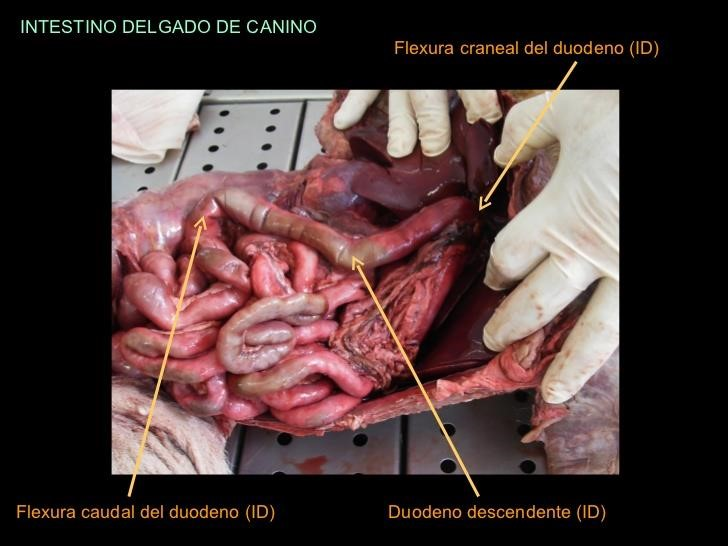 INTESTINO DELGADO DE CANINO
Flexura craneal del duodeno (ID)
Flexura caudal del duodeno (ID)
Duodeno descendente (ID)